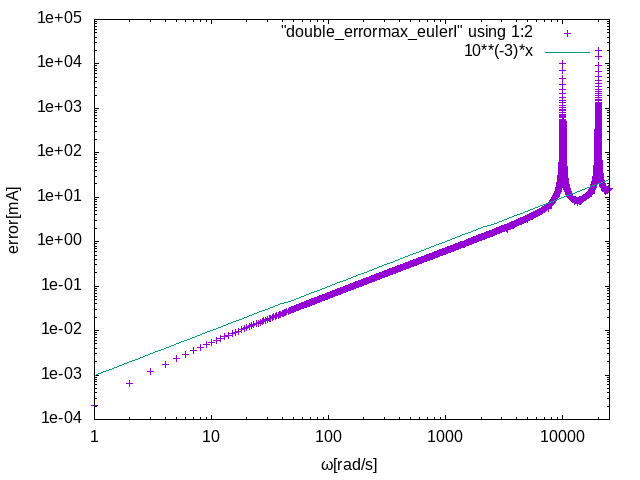 1e+05
1e+04
1e+03
1e+02
1e+01
1e+00
1e-01
1e-02
1e-03
1e-04
error[mA]
"double_errormax_eulerI" using 1:2
10**(-3)*x
1 10 100 1000 10000
ω[rad/s]